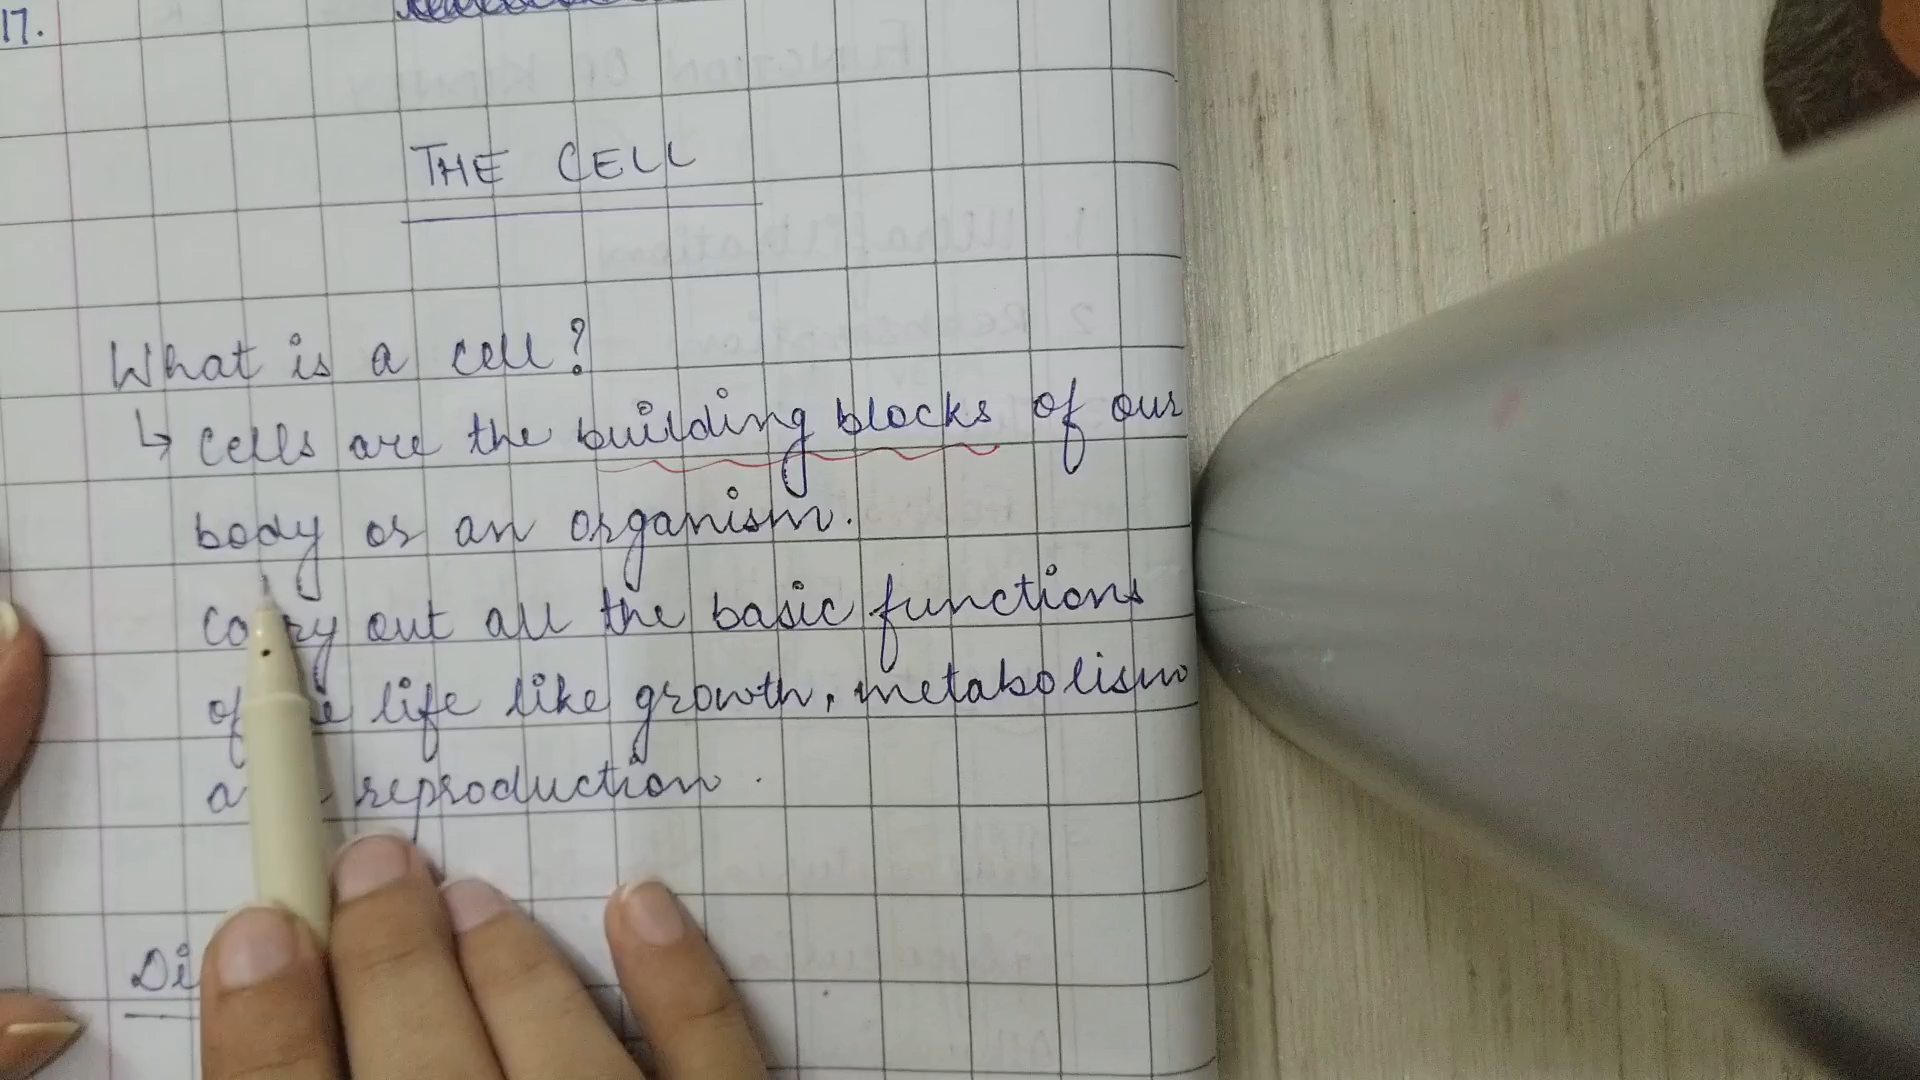 17.
THE CELL
What is a cell?
↳ cells are the building blocks of our
body or an organism.
out all the basic functions
life like growth, metabolism
reproduction.